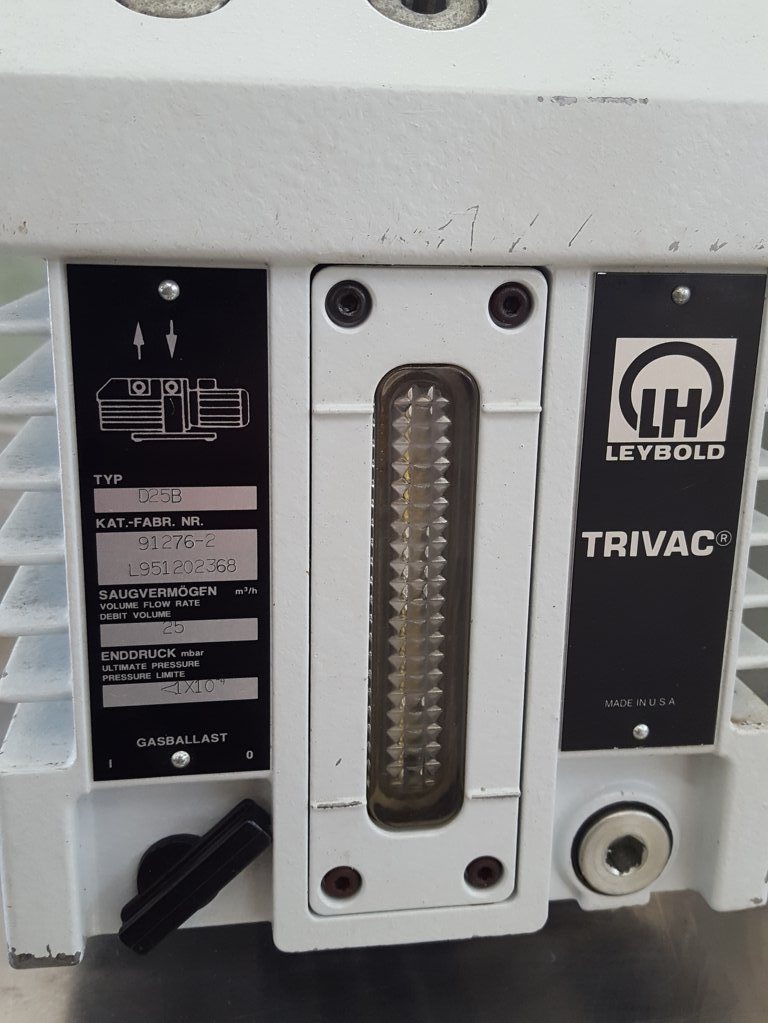 TYP
D25B
KAT.-FABR. NR.
91276-2
L951202368
SAUGVERMÖGEN m³/h
VOLUME FLOW RATE
DEBIT VOLUME
25
ENDDRUCK mbar
ULTIMATE PRESSURE
PRESSURE LIMITE
<1X10⁻⁴
GASBALLAST
I 0
LH
LEYBOLD
TRIVAC®
MADE IN U S A